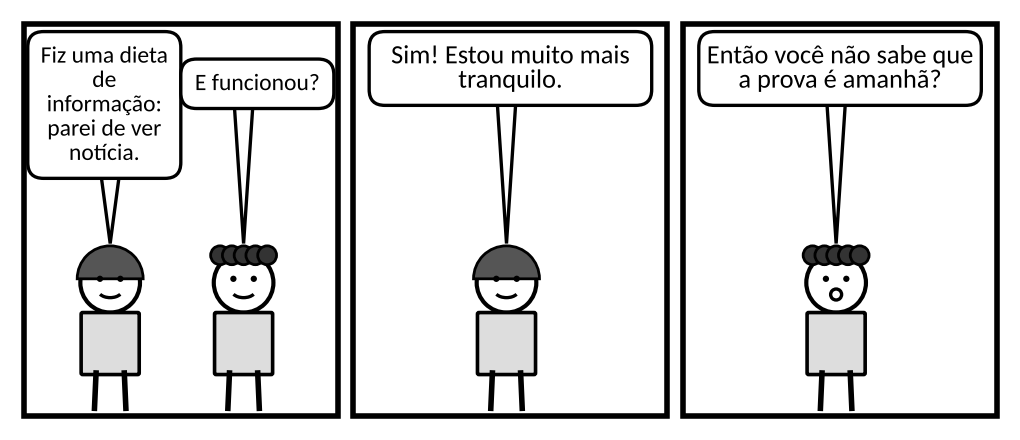 Fiz uma dieta
de
informação:
parei de ver
notícia.
E funcionou?
Sim! Estou muito mais
tranquilo.
Então você não sabe que
a prova é amanhã?